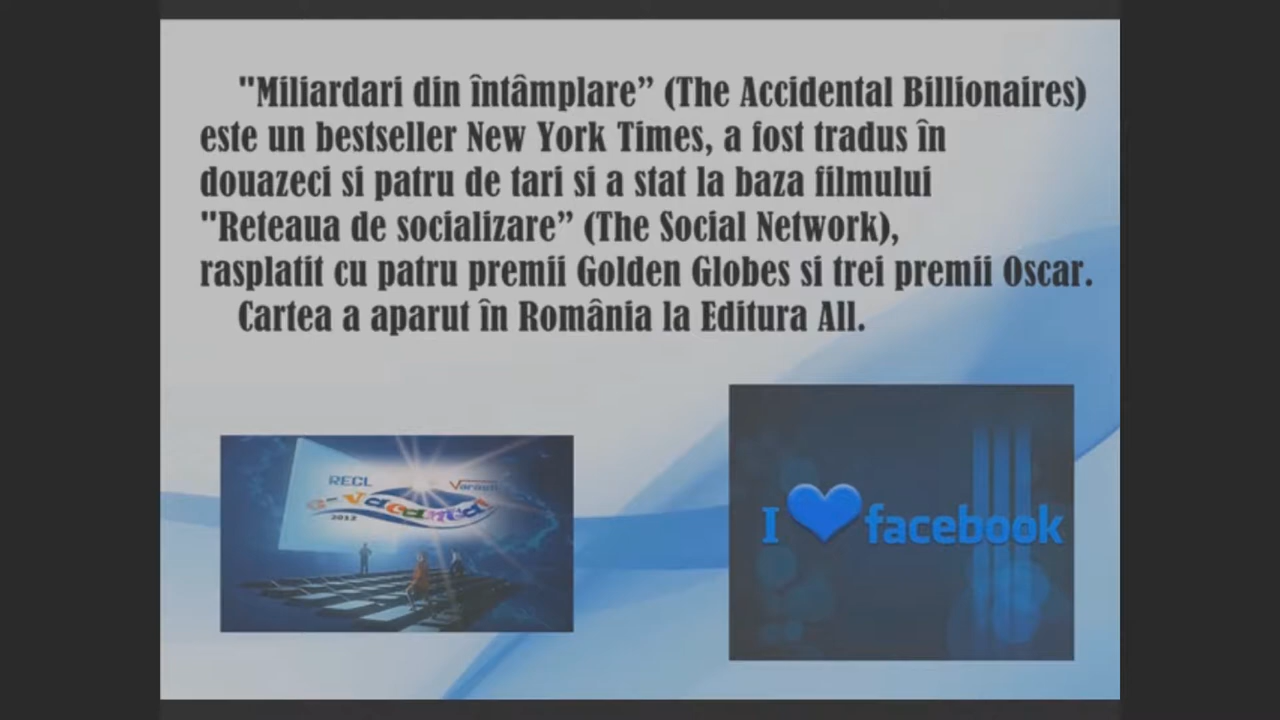 "Miliardari din întâmplare” (The Accidental Billionaires)
este un bestseller New York Times, a fost tradus în
douazeci si patru de tari si a stat la baza filmului
"Reteaua de socializare” (The Social Network),
rasplatit cu patru premii Golden Globes si trei premii Oscar.
Cartea a aparut în România la Editura All.
RECL
2012
I facebook